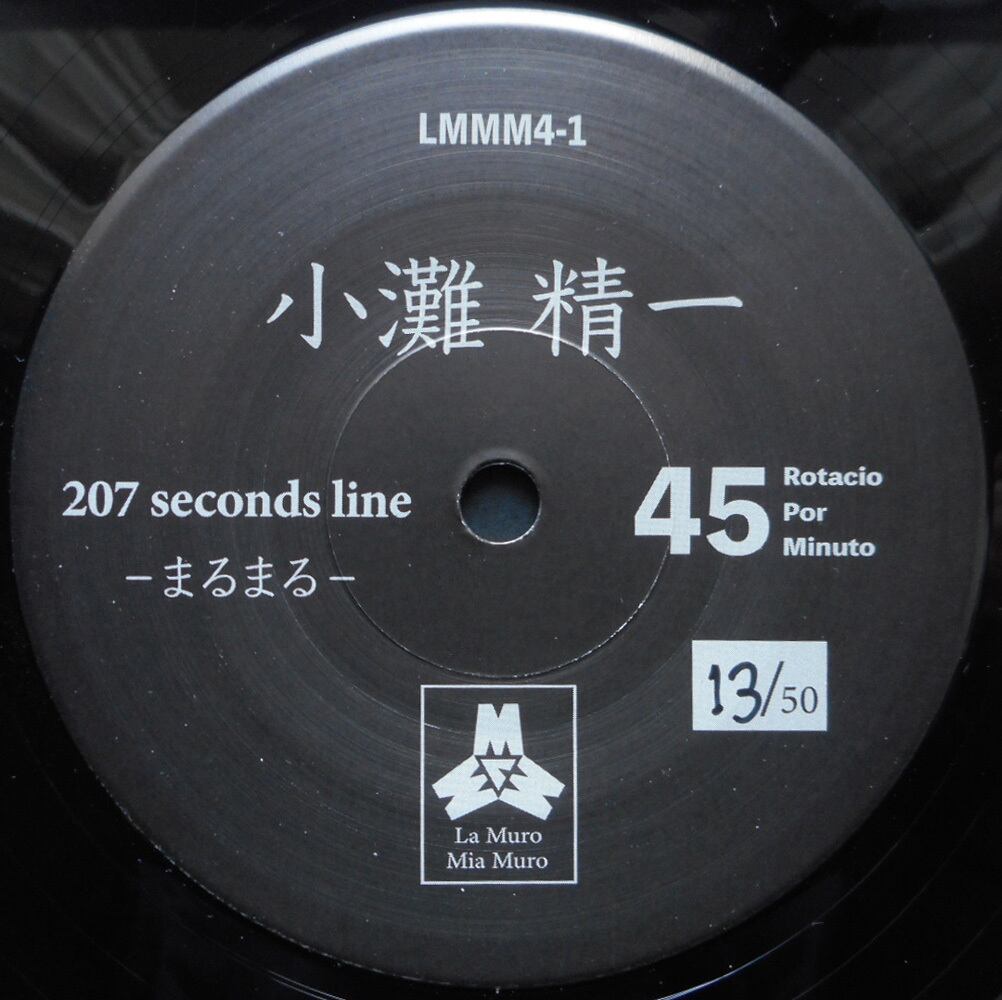 LMMM4-1
小灘 精一
207 seconds line
－まるまる－
45
Rotacio
Por
Minuto
13/50
La Muro
Mia Muro